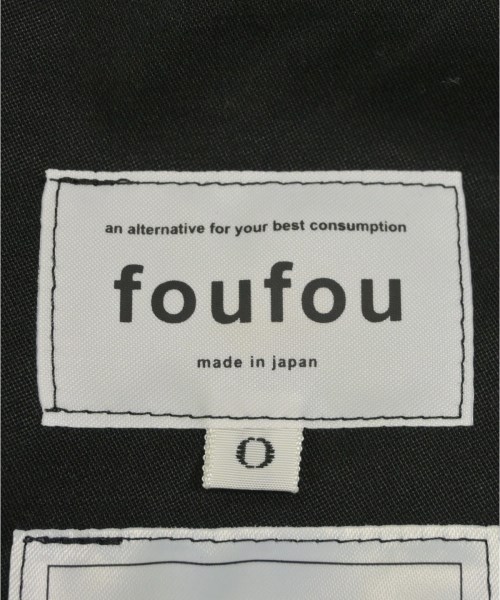 an alternative for your best consumption
foufou
made in japan
0